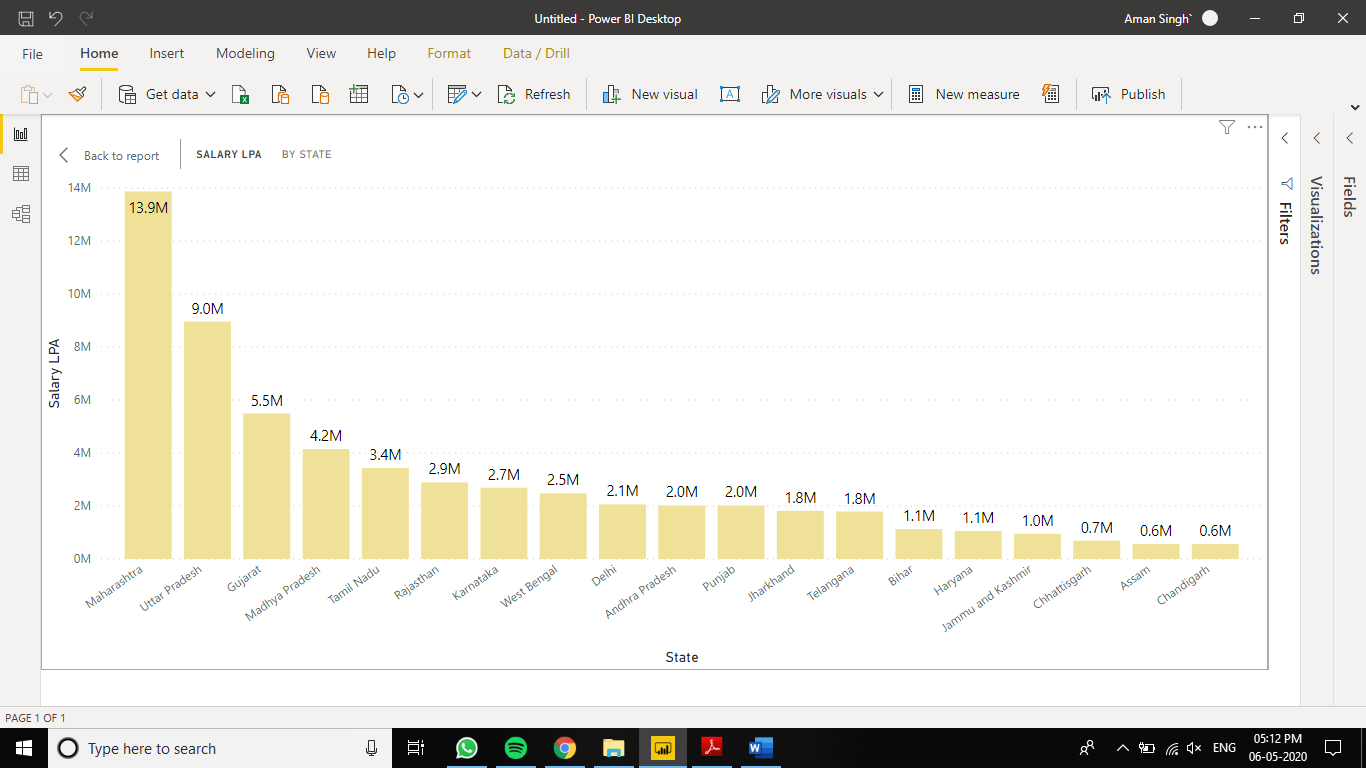 Untitled - Power BI Desktop
Aman Singh`
File Home Insert Modeling View Help Format Data / Drill
Get data Refresh New visual A More visuals New measure Publish
Back to report SALARY LPA BY STATE
Filters
Visualizations
Fields
Salary LPA
14M
12M
10M
8M
6M
4M
2M
0M
13.9M
9.0M
5.5M
4.2M
3.4M
2.9M
2.7M
2.5M
2.1M
2.0M
2.0M
1.8M
1.8M
1.1M
1.1M
1.0M
0.7M
0.6M
0.6M
Maharashtra
Uttar Pradesh
Gujarat
Madhya Pradesh
Tamil Nadu
Rajasthan
Karnataka
West Bengal
Delhi
Andhra Pradesh
Punjab
Jharkhand
Telangana
Bihar
Haryana
Jammu and Kashmir
Chhattisgarh
Assam
Chandigarh
State
PAGE 1 OF 1
Type here to search
ENG
05:12 PM
06-05-2020